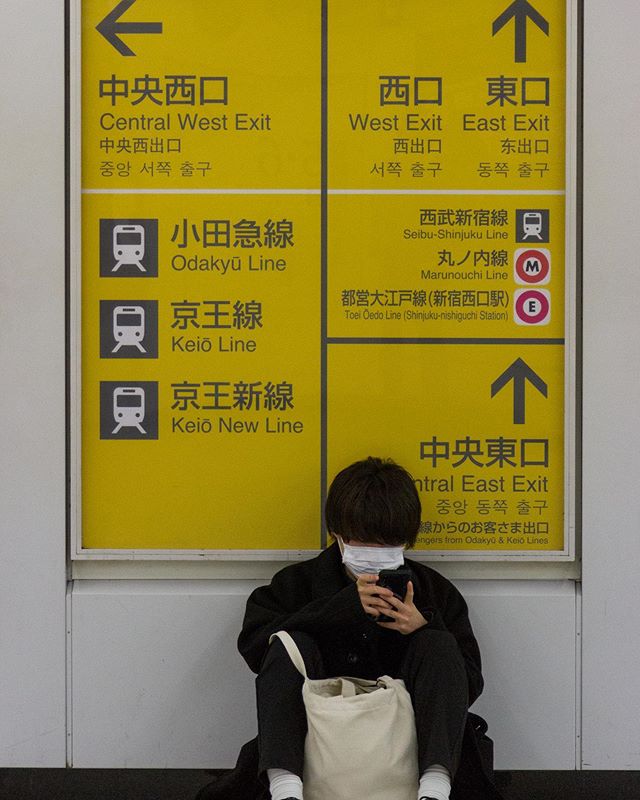 中央西口
Central West Exit
中央西出口
중앙 서쪽 출구
小田急線
Odakyū Line
京王線
Keiō Line
京王新線
Keiō New Line
西口 東口
West Exit East Exit
西出口 东出口
서쪽 출구 동쪽 출구
西武新宿線
Seibu-Shinjuku Line
丸ノ内線
Marunouchi Line
M
都営大江戸線(新宿西口駅)
Toei Ōedo Line (Shinjuku-nishiguchi Station)
E
中央東口
ntral East Exit
중앙 동쪽 출구
線からのお客さま出口
engers from Odakyū & Keiō Lines